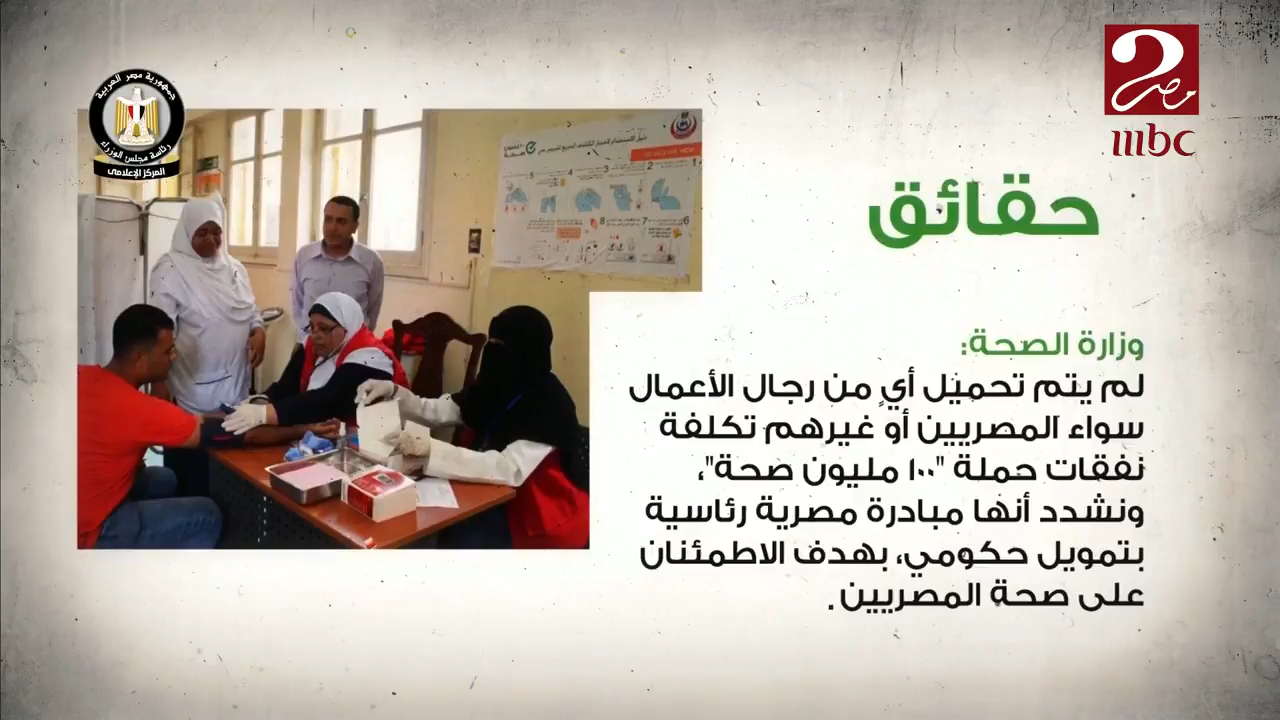 جمهورية مصر العربية
رئاسة مجلس الوزراء
المركز الإعلامى
مصر
mbc
حقائق
وزارة الصحة:
لم يتم تحميل أيٍ من رجال الأعمال
سواء المصريين أو غيرهم تكلفة
نفقات حملة "١٠٠ مليون صحة"،
ونشدد أنها مبادرة مصرية رئاسية
بتمويل حكومي، بهدف الاطمئنان
على صحة المصريين.